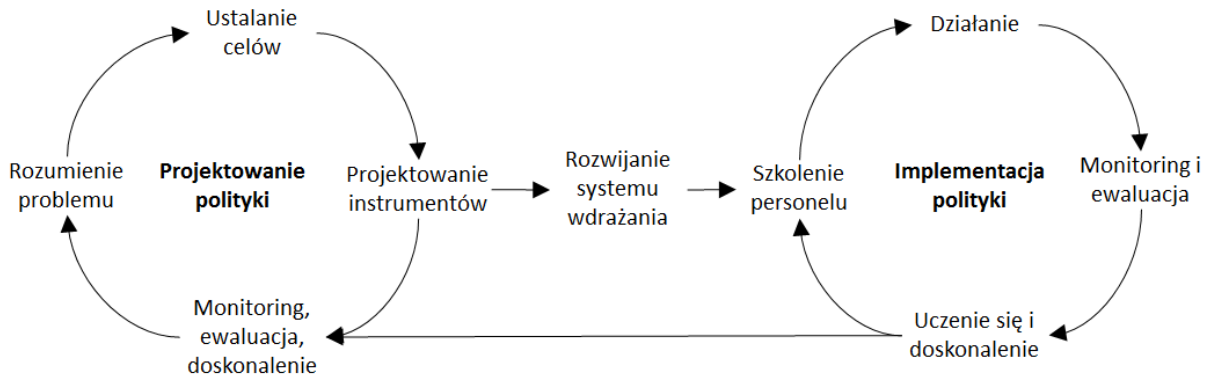 Ustalanie
celów
Rozumienie
problemu
Projektowanie
polityki
Projektowanie
instrumentów
Monitoring,
ewaluacja,
doskonalenie
Rozwijanie
systemu
wdrażania
Szkolenie
personelu
Działanie
Implementacja
polityki
Monitoring i
ewaluacja
Uczenie się i
doskonalenie